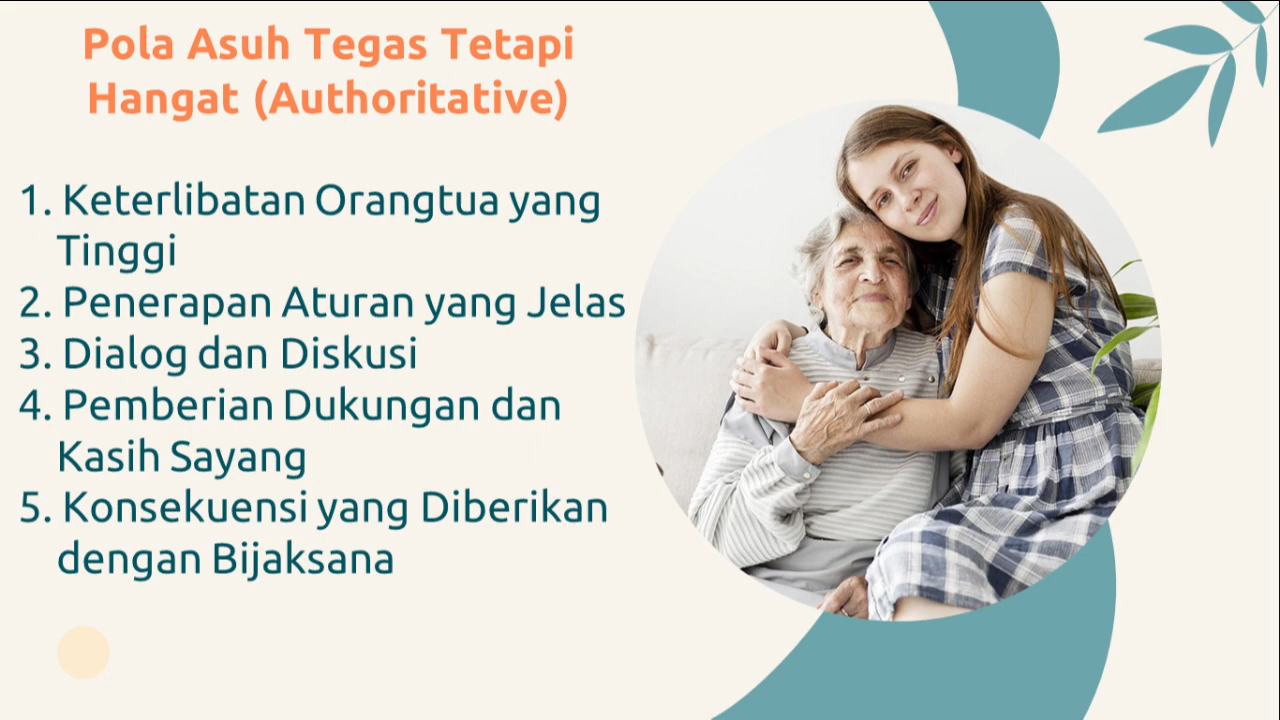 Pola Asuh Tegas Tetapi
Hangat (Authoritative)
1. Keterlibatan Orangtua yang
Tinggi
2. Penerapan Aturan yang Jelas
3. Dialog dan Diskusi
4. Pemberian Dukungan dan
Kasih Sayang
5. Konsekuensi yang Diberikan
dengan Bijaksana